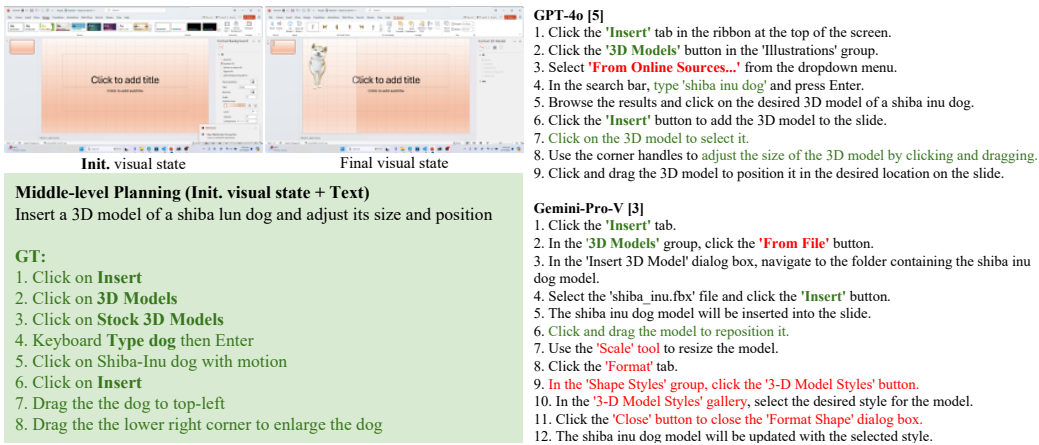 Click to add title
Click to add subtitle
Click to add title
Init. visual state
Final visual state
Middle-level Planning (Init. visual state + Text)
Insert a 3D model of a shiba lun dog and adjust its size and position
GT:
1. Click on Insert
2. Click on 3D Models
3. Click on Stock 3D Models
4. Keyboard Type dog then Enter
5. Click on Shiba-Inu dog with motion
6. Click on Insert
7. Drag the the dog to top-left
8. Drag the the lower right corner to enlarge the dog
GPT-4o [5]
1. Click the 'Insert' tab in the ribbon at the top of the screen.
2. Click the '3D Models' button in the 'Illustrations' group.
3. Select 'From Online Sources...' from the dropdown menu.
4. In the search bar, type 'shiba inu dog' and press Enter.
5. Browse the results and click on the desired 3D model of a shiba inu dog.
6. Click the 'Insert' button to add the 3D model to the slide.
7. Click on the 3D model to select it.
8. Use the corner handles to adjust the size of the 3D model by clicking and dragging.
9. Click and drag the 3D model to position it in the desired location on the slide.
Gemini-Pro-V [3]
1. Click the 'Insert' tab.
2. In the '3D Models' group, click the 'From File' button.
3. In the 'Insert 3D Model' dialog box, navigate to the folder containing the shiba inu
dog model.
4. Select the 'shiba_inu.fbx' file and click the 'Insert' button.
5. The shiba inu dog model will be inserted into the slide.
6. Click and drag the model to reposition it.
7. Use the 'Scale' tool to resize the model.
8. Click the 'Format' tab.
9. In the 'Shape Styles' group, click the '3-D Model Styles' button.
10. In the '3-D Model Styles' gallery, select the desired style for the model.
11. Click the 'Close' button to close the 'Format Shape' dialog box.
12. The shiba inu dog model will be updated with the selected style.